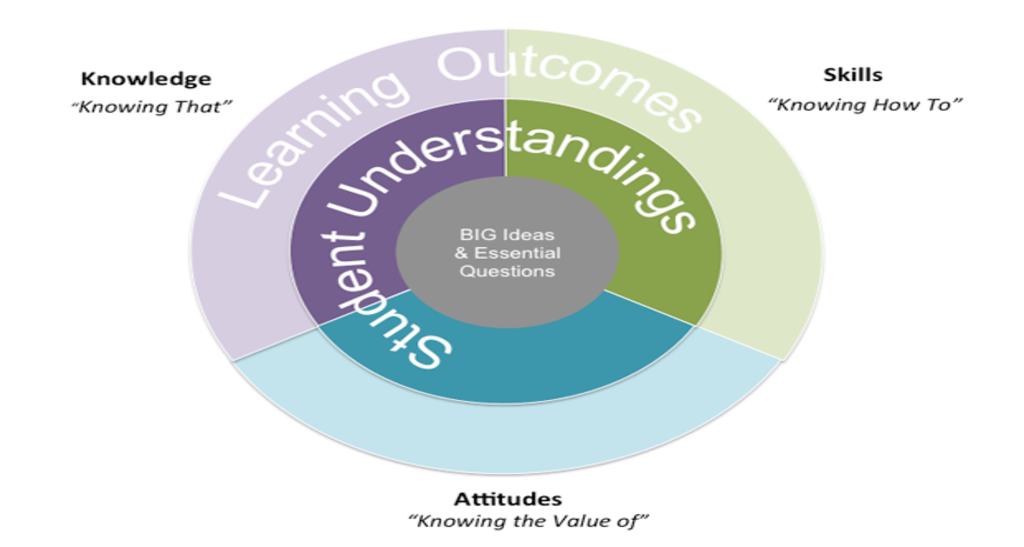 Knowledge
“Knowing That”
Skills
“Knowing How To”
Learning Outcomes
Student Understandings
BIG Ideas
& Essential
Questions
Attitudes
“Knowing the Value of”